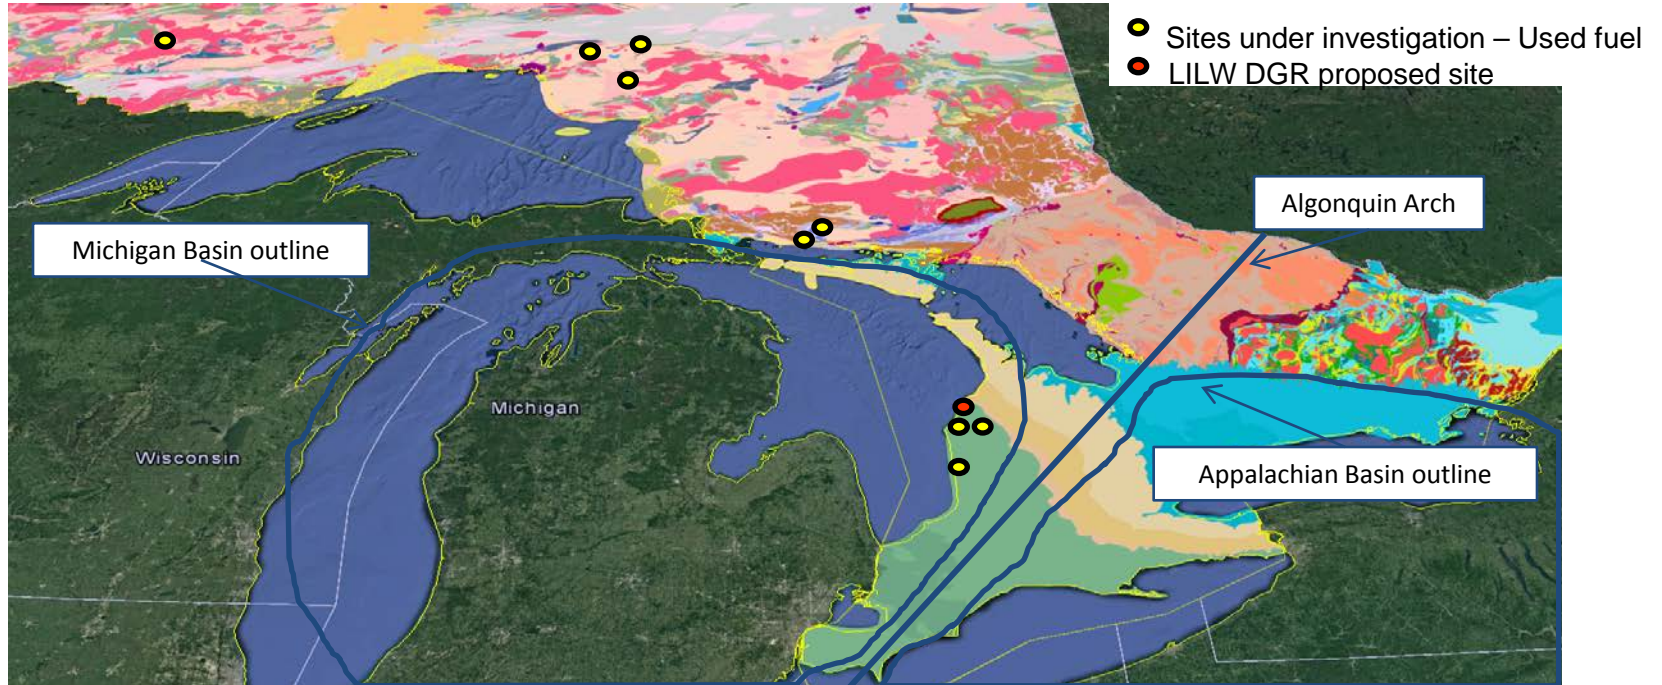 Sites under investigation – Used fuel
LILW DGR proposed site
Algonquin Arch
Michigan Basin outline
Michigan
Wisconsin
Appalachian Basin outline